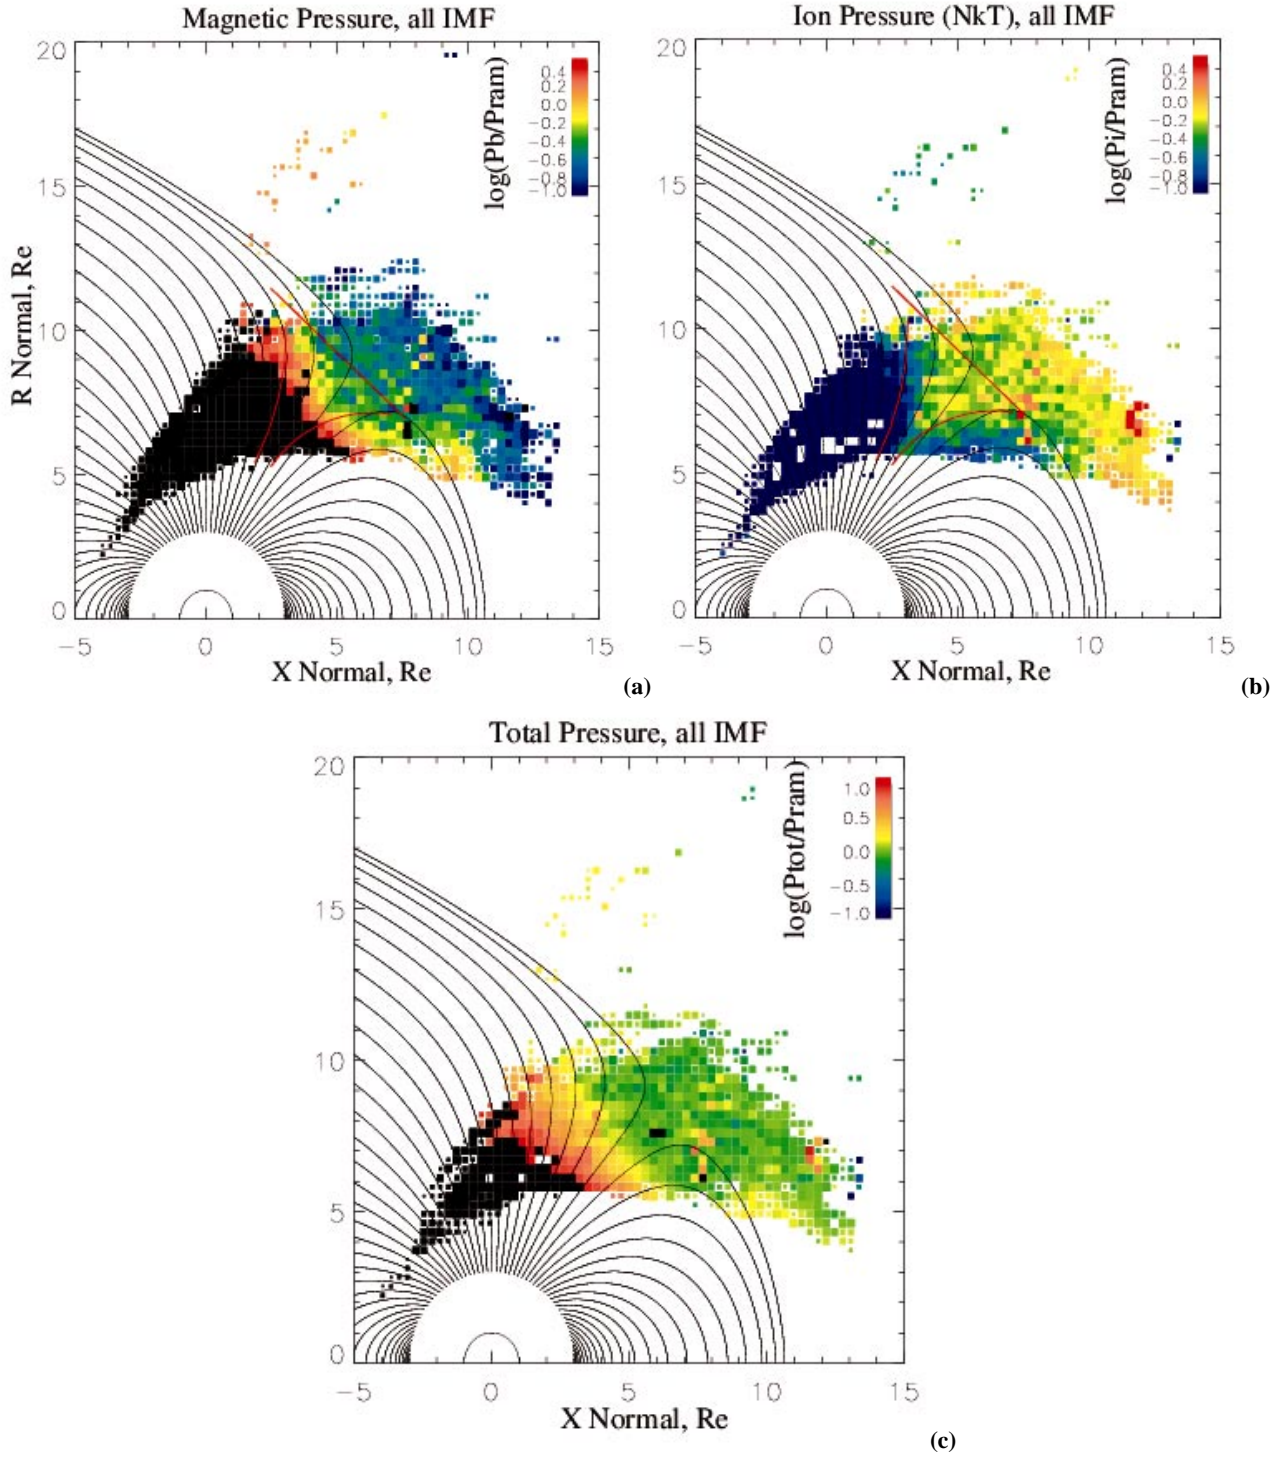 Magnetic Pressure, all IMF
20
15
10
5
0
R Normal, Re
log(Pb/Pram)
0.4
0.2
0.0
−0.2
−0.4
−0.6
−0.8
−1.0
−5 0 5 10 15
X Normal, Re
(a)
Ion Pressure (NkT), all IMF
20
15
10
5
0
log(Pi/Pram)
0.4
0.2
0.0
−0.2
−0.4
−0.6
−0.8
−1.0
−5 0 5 10 15
X Normal, Re
(b)
Total Pressure, all IMF
20
15
10
5
0
log(Ptot/Pram)
1.0
0.5
0.0
−0.5
−1.0
−5 0 5 10 15
X Normal, Re
(c)